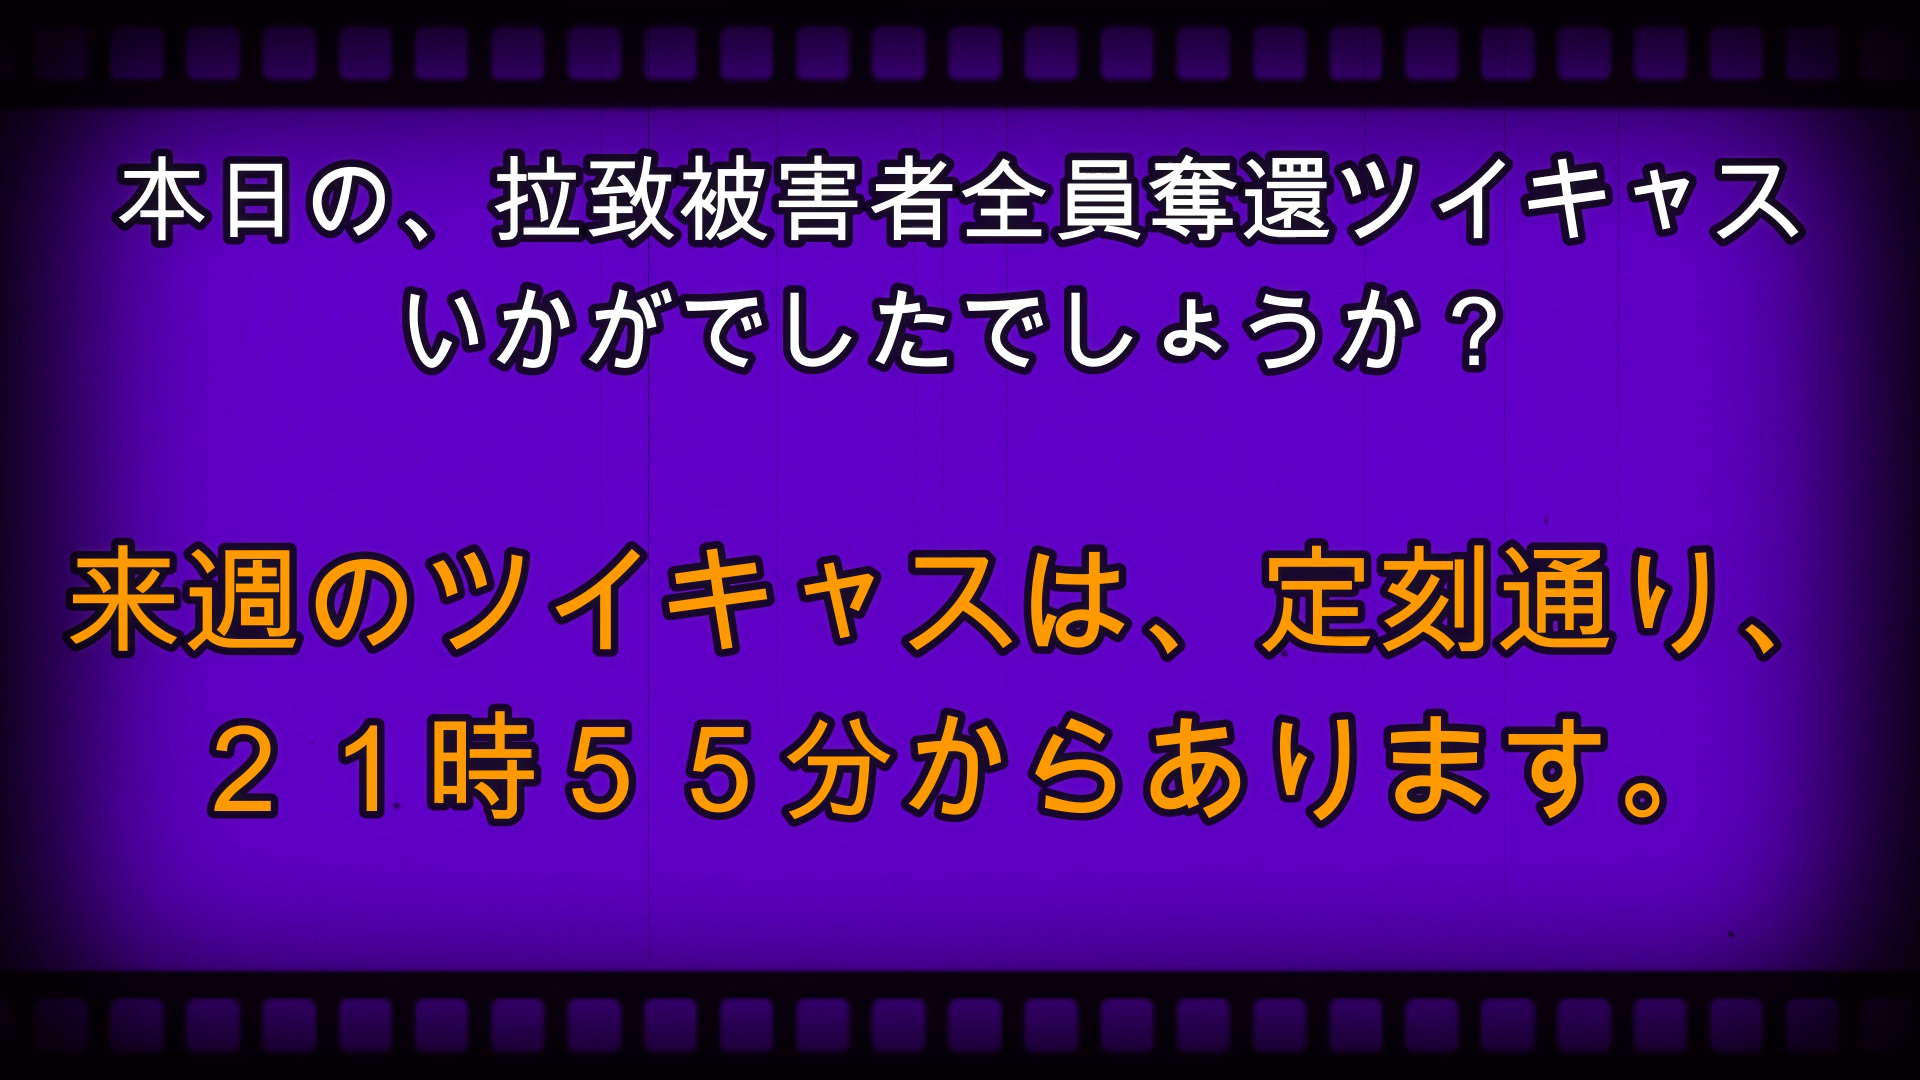 本日の、拉致被害者全員奪還ツイキャス
いかがでしたでしょうか？
来週のツイキャスは、定刻通り、
２１時５５分からあります。